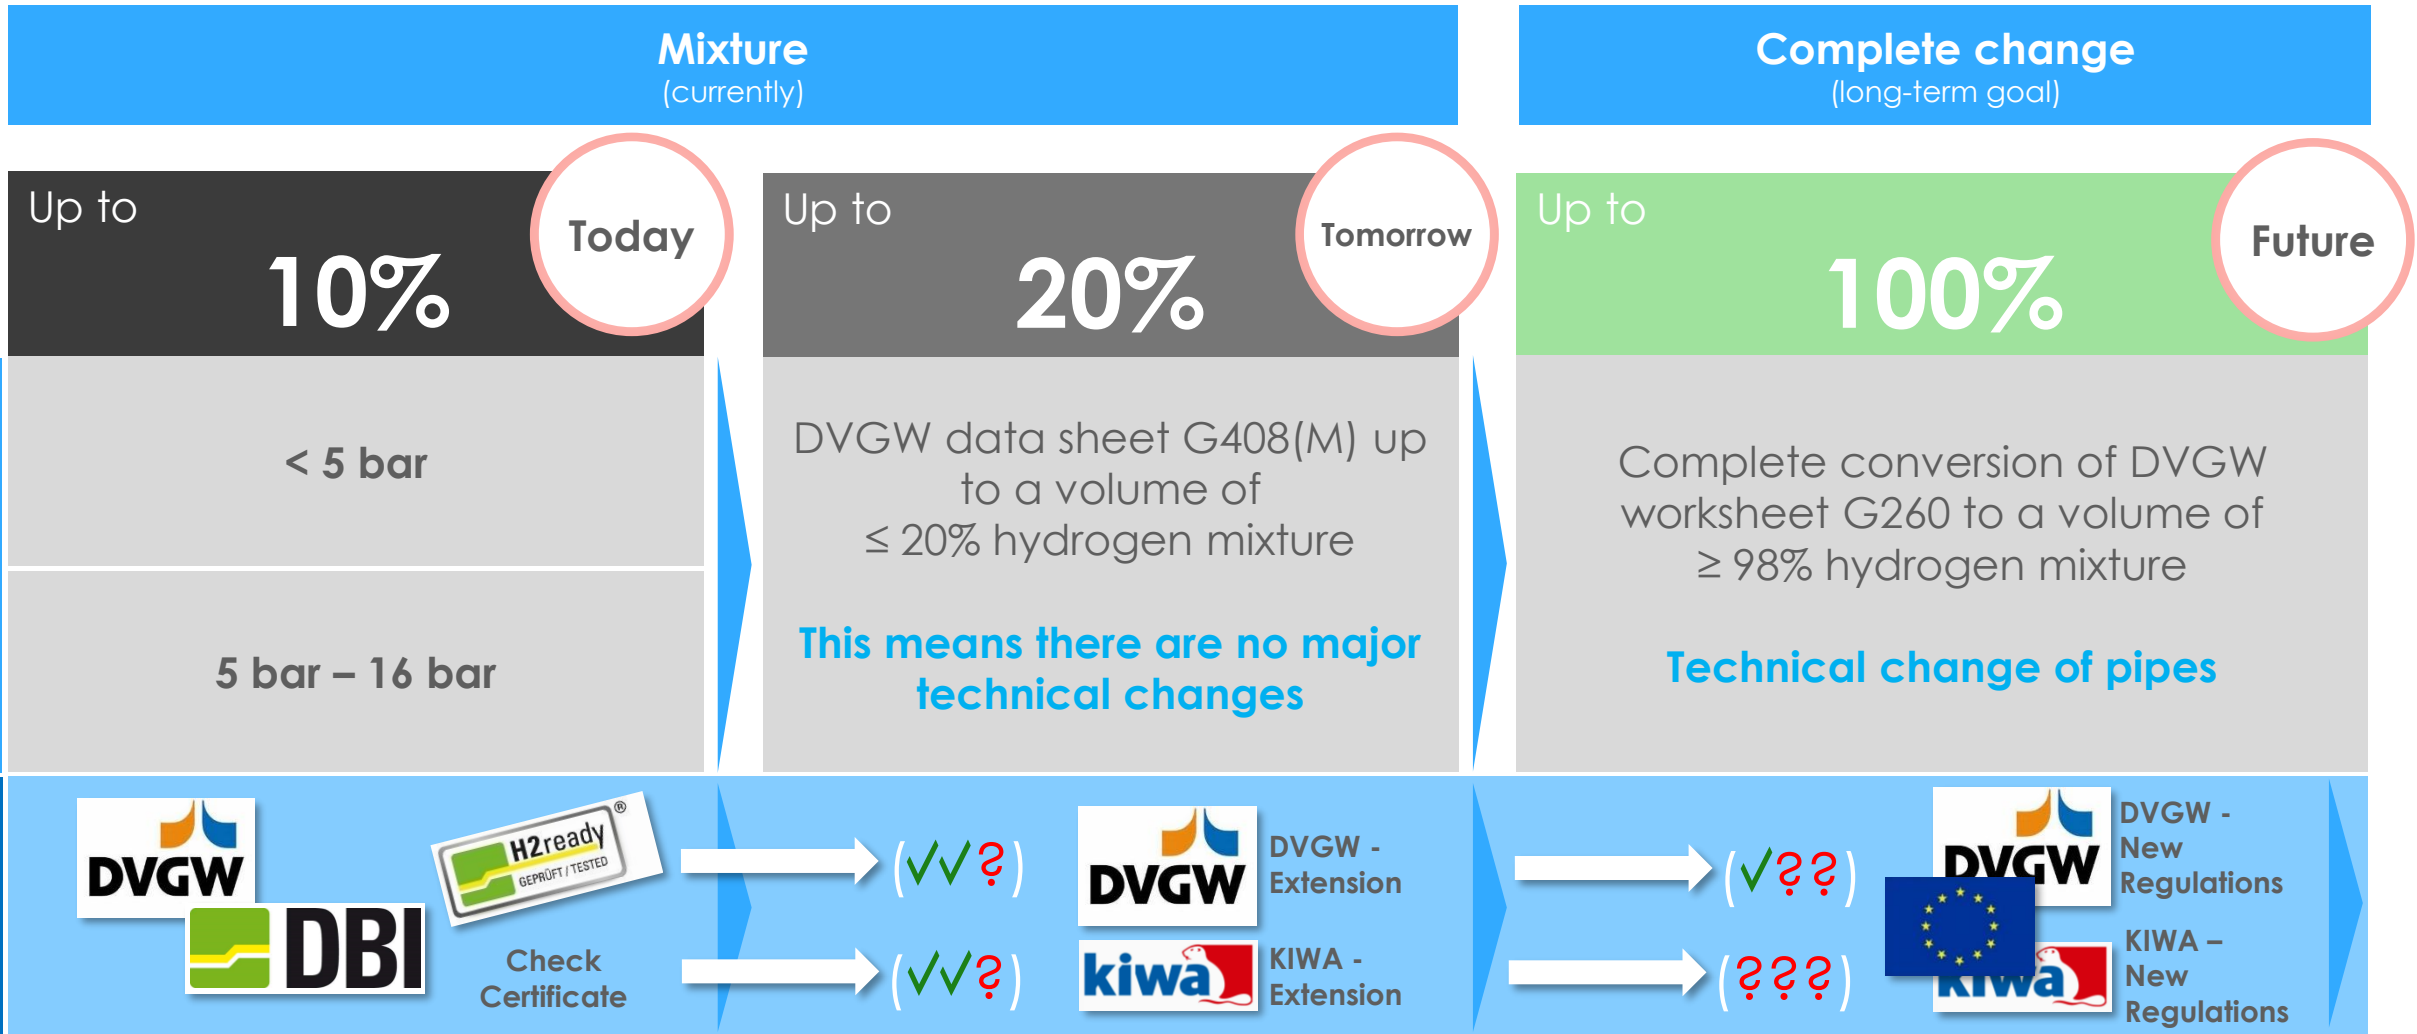 Mixture
(currently)
Complete change
(long-term goal)
Up to
10%
Today
Up to
20%
Tomorrow
Up to
100%
Future
< 5 bar
5 bar – 16 bar
DVGW data sheet G408(M) up
to a volume of
≤ 20% hydrogen mixture
This means there are no major
technical changes
Complete conversion of DVGW
worksheet G260 to a volume of
≥ 98% hydrogen mixture
Technical change of pipes
DVGW
DBI
H2ready®
GEPRÜFT / TESTED
Check
Certificate
(✓✓?)
DVGW
DVGW -
Extension
(✓✓?)
kiwa
KIWA -
Extension
(✓??)
DVGW
DVGW -
New
Regulations
(???)
kiwa
KIWA –
New
Regulations